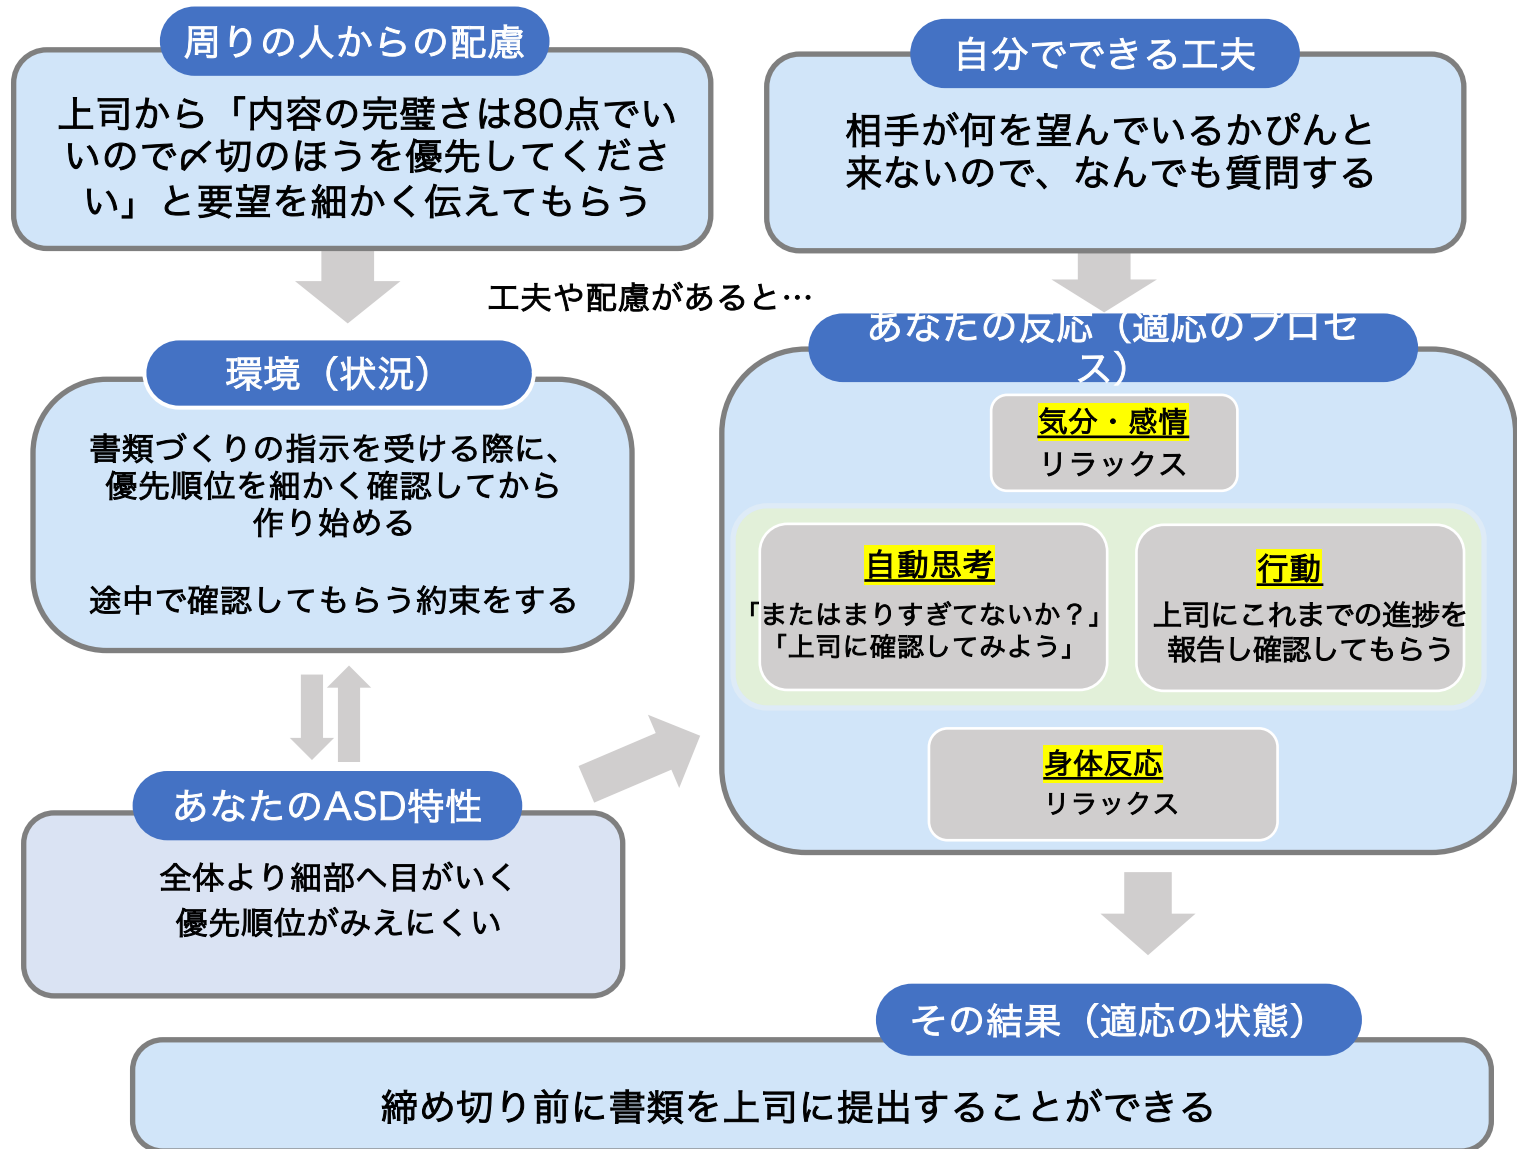 周りの人からの配慮
上司から「内容の完璧さは80点でい
いので〆切のほうを優先してくださ
い」と要望を細かく伝えてもらう
自分でできる工夫
相手が何を望んでいるかぴんと
来ないので、なんでも質問する
工夫や配慮があると…
環境（状況）
書類づくりの指示を受ける際に、
優先順位を細かく確認してから
作り始める
途中で確認してもらう約束をする
あなたのASD特性
全体より細部へ目がいく
優先順位がみえにくい
あなたの反応（適応のプロセ
ス）
気分・感情
リラックス
自動思考
「またはまりすぎてないか？」
「上司に確認してみよう」
行動
上司にこれまでの進捗を
報告し確認してもらう
身体反応
リラックス
その結果（適応の状態）
締め切り前に書類を上司に提出することができる